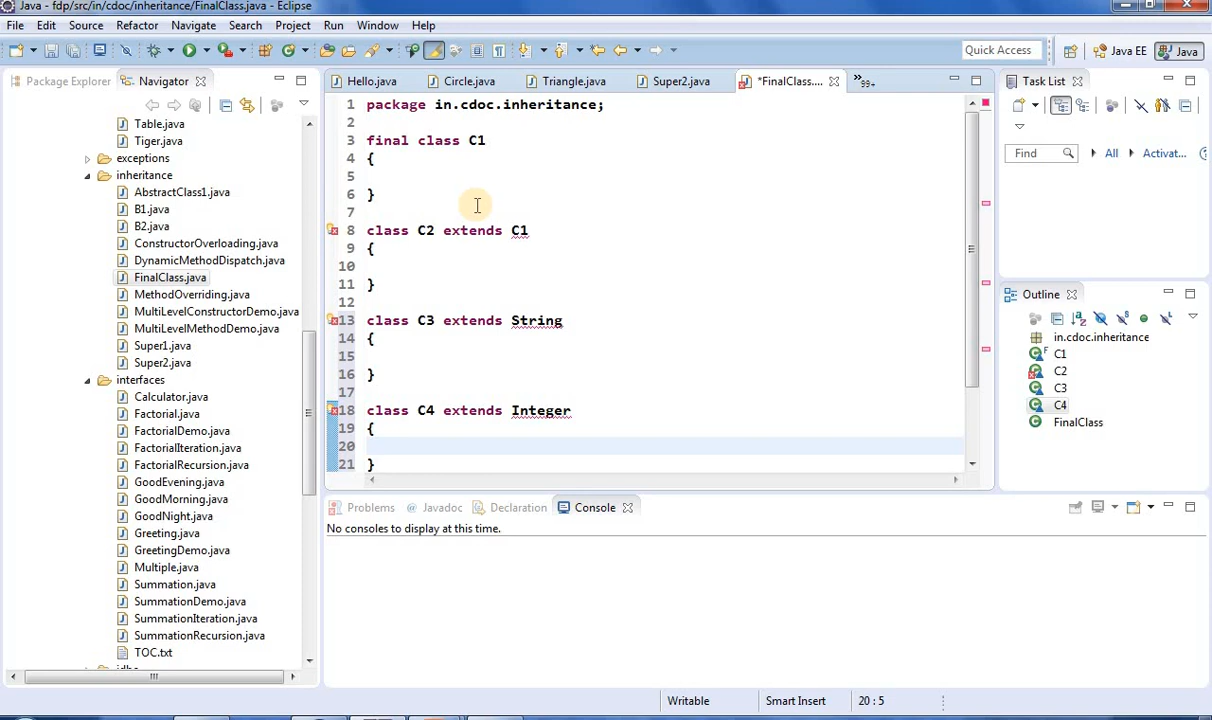 Java - fdp/src/in/cdoc/inheritance/FinalClass.java - Eclipse
File Edit Source Refactor Navigate Search Project Run Window Help
Quick Access Java EE Java
Package Explorer Navigator
Table.java
Tiger.java
exceptions
inheritance
AbstractClass1.java
B1.java
B2.java
ConstructorOverloading.java
DynamicMethodDispatch.java
FinalClass.java
MethodOverriding.java
MultiLevelConstructorDemo.java
MultiLevelMethodDemo.java
Super1.java
Super2.java
interfaces
Calculator.java
Factorial.java
FactorialDemo.java
FactorialIteration.java
FactorialRecursion.java
GoodEvening.java
GoodMorning.java
GoodNight.java
Greeting.java
GreetingDemo.java
Multiple.java
Summation.java
SummationDemo.java
SummationIteration.java
SummationRecursion.java
TOC.txt
Hello.java Circle.java Triangle.java Super2.java *FinalClass.... »99+
1 package in.cdoc.inheritance;
2
3 final class C1
4 {
5
6 }
7
8 class C2 extends C1
9 {
10
11 }
12
13 class C3 extends String
14 {
15
16 }
17
18 class C4 extends Integer
19 {
20
21 }
Problems @ Javadoc Declaration Console
No consoles to display at this time.
Task List
Find All Activat...
Outline
in.cdoc.inheritance
C1
C2
C3
C4
FinalClass
Writable Smart Insert 20 : 5